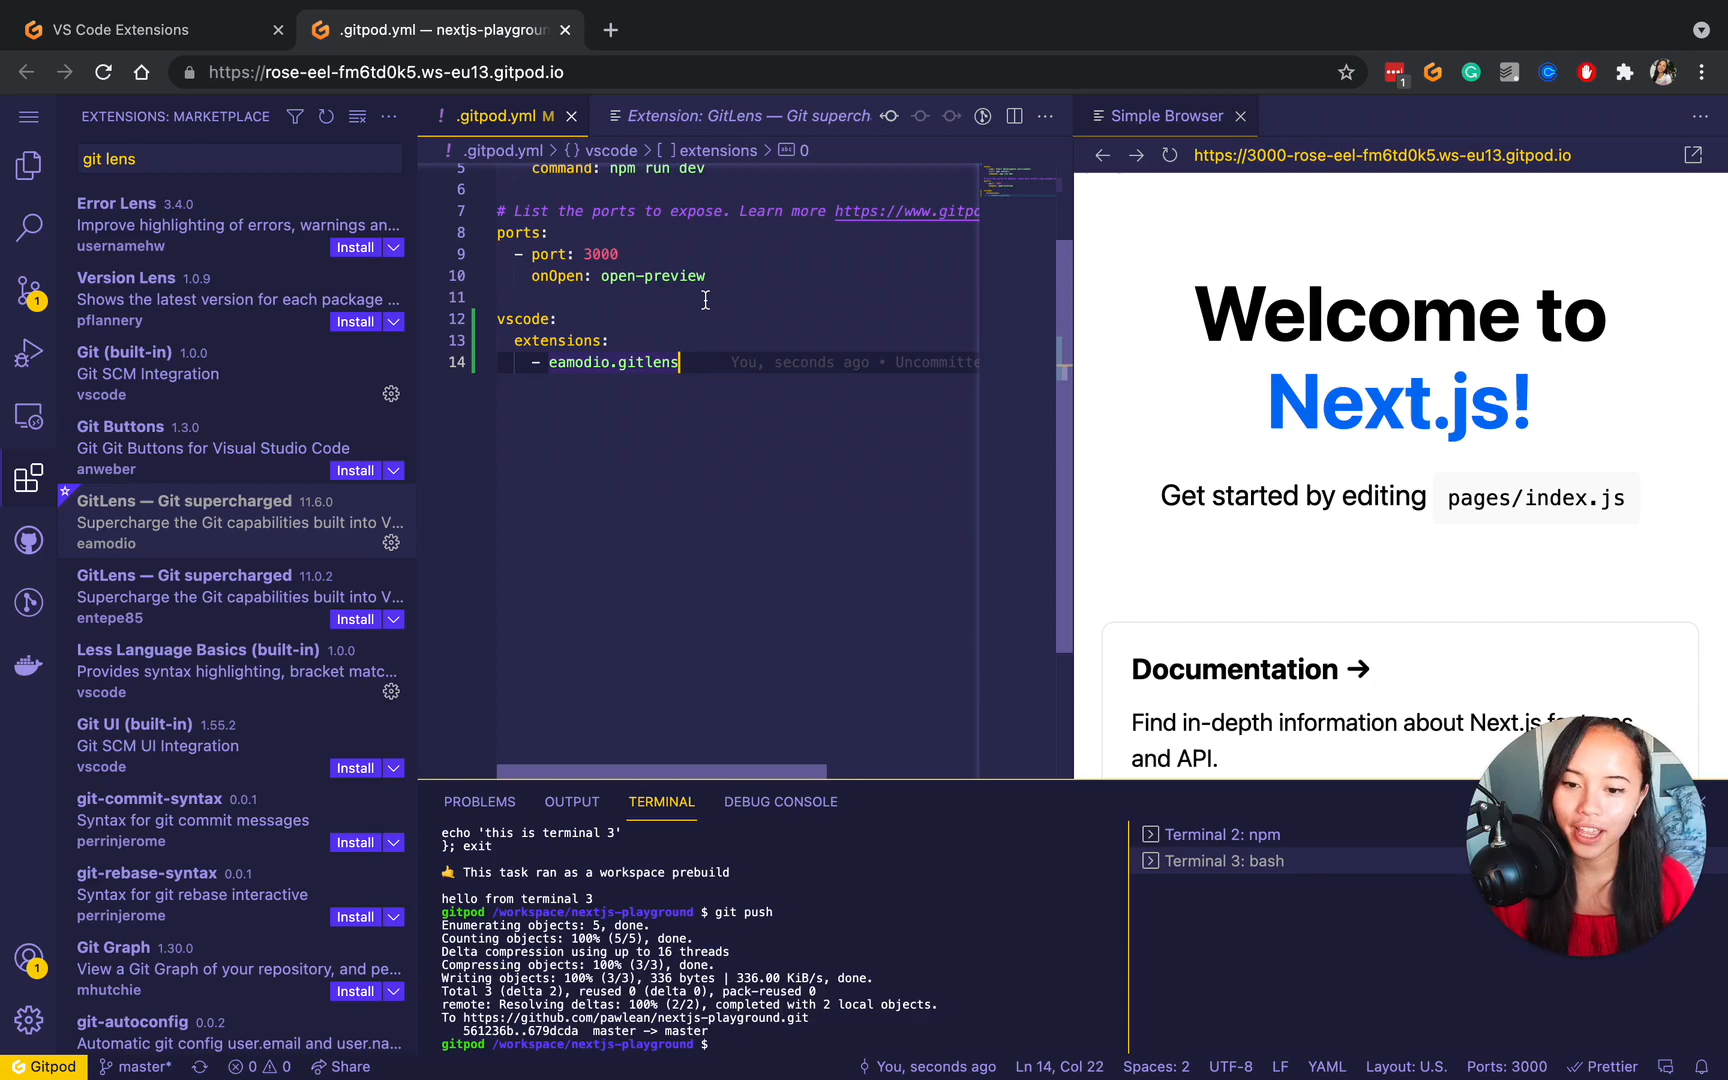 VS Code Extensions
.gitpod.yml — nextjs-playgroun
https://rose-eel-fm6td0k5.ws-eu13.gitpod.io
1
EXTENSIONS: MARKETPLACE
git lens
Error Lens 3.4.0
Improve highlighting of errors, warnings an...
usernamehw
Install
Version Lens 1.0.9
Shows the latest version for each package ...
pflannery
Install
Git (built-in) 1.0.0
Git SCM Integration
vscode
Git Buttons 1.3.0
Git Git Buttons for Visual Studio Code
anweber
Install
GitLens — Git supercharged 11.6.0
Supercharge the Git capabilities built into V...
eamodio
GitLens — Git supercharged 11.0.2
Supercharge the Git capabilities built into V...
entepe85
Install
Less Language Basics (built-in) 1.0.0
Provides syntax highlighting, bracket matc...
vscode
Git UI (built-in) 1.55.2
Git SCM UI Integration
vscode
Install
git-commit-syntax 0.0.1
Syntax for git commit messages
perrinjerome
Install
git-rebase-syntax 0.0.1
Syntax for git rebase interactive
perrinjerome
Install
Git Graph 1.30.0
View a Git Graph of your repository, and pe...
mhutchie
Install
git-autoconfig 0.0.2
Automatic git config user.email and user.na...
1
1
! .gitpod.yml M
Extension: GitLens — Git superch
! .gitpod.yml > {} vscode > [ ] extensions > abc 0
5 command: npm run dev
6
7 # List the ports to expose. Learn more https://www.gitpo
8 ports:
9 - port: 3000
10 onOpen: open-preview
11
12 vscode:
13 extensions:
14 - eamodio.gitlens You, seconds ago • Uncommitte
Simple Browser
https://3000-rose-eel-fm6td0k5.ws-eu13.gitpod.io
Welcome to
Next.js!
Get started by editing pages/index.js
Documentation →
Find in-depth information about Next.js features
and API.
PROBLEMS OUTPUT TERMINAL DEBUG CONSOLE
echo 'this is terminal 3'
}; exit
🤙 This task ran as a workspace prebuild
hello from terminal 3
gitpod /workspace/nextjs-playground $ git push
Enumerating objects: 5, done.
Counting objects: 100% (5/5), done.
Delta compression using up to 16 threads
Compressing objects: 100% (3/3), done.
Writing objects: 100% (3/3), 336 bytes | 336.00 KiB/s, done.
Total 3 (delta 2), reused 0 (delta 0), pack-reused 0
remote: Resolving deltas: 100% (2/2), completed with 2 local objects.
To https://github.com/pawlean/nextjs-playground.git
561236b..679dcda master -> master
gitpod /workspace/nextjs-playground $
Terminal 2: npm
Terminal 3: bash
Gitpod master* 0 0 Share You, seconds ago Ln 14, Col 22 Spaces: 2 UTF-8 LF YAML Layout: U.S. Ports: 3000 Prettier